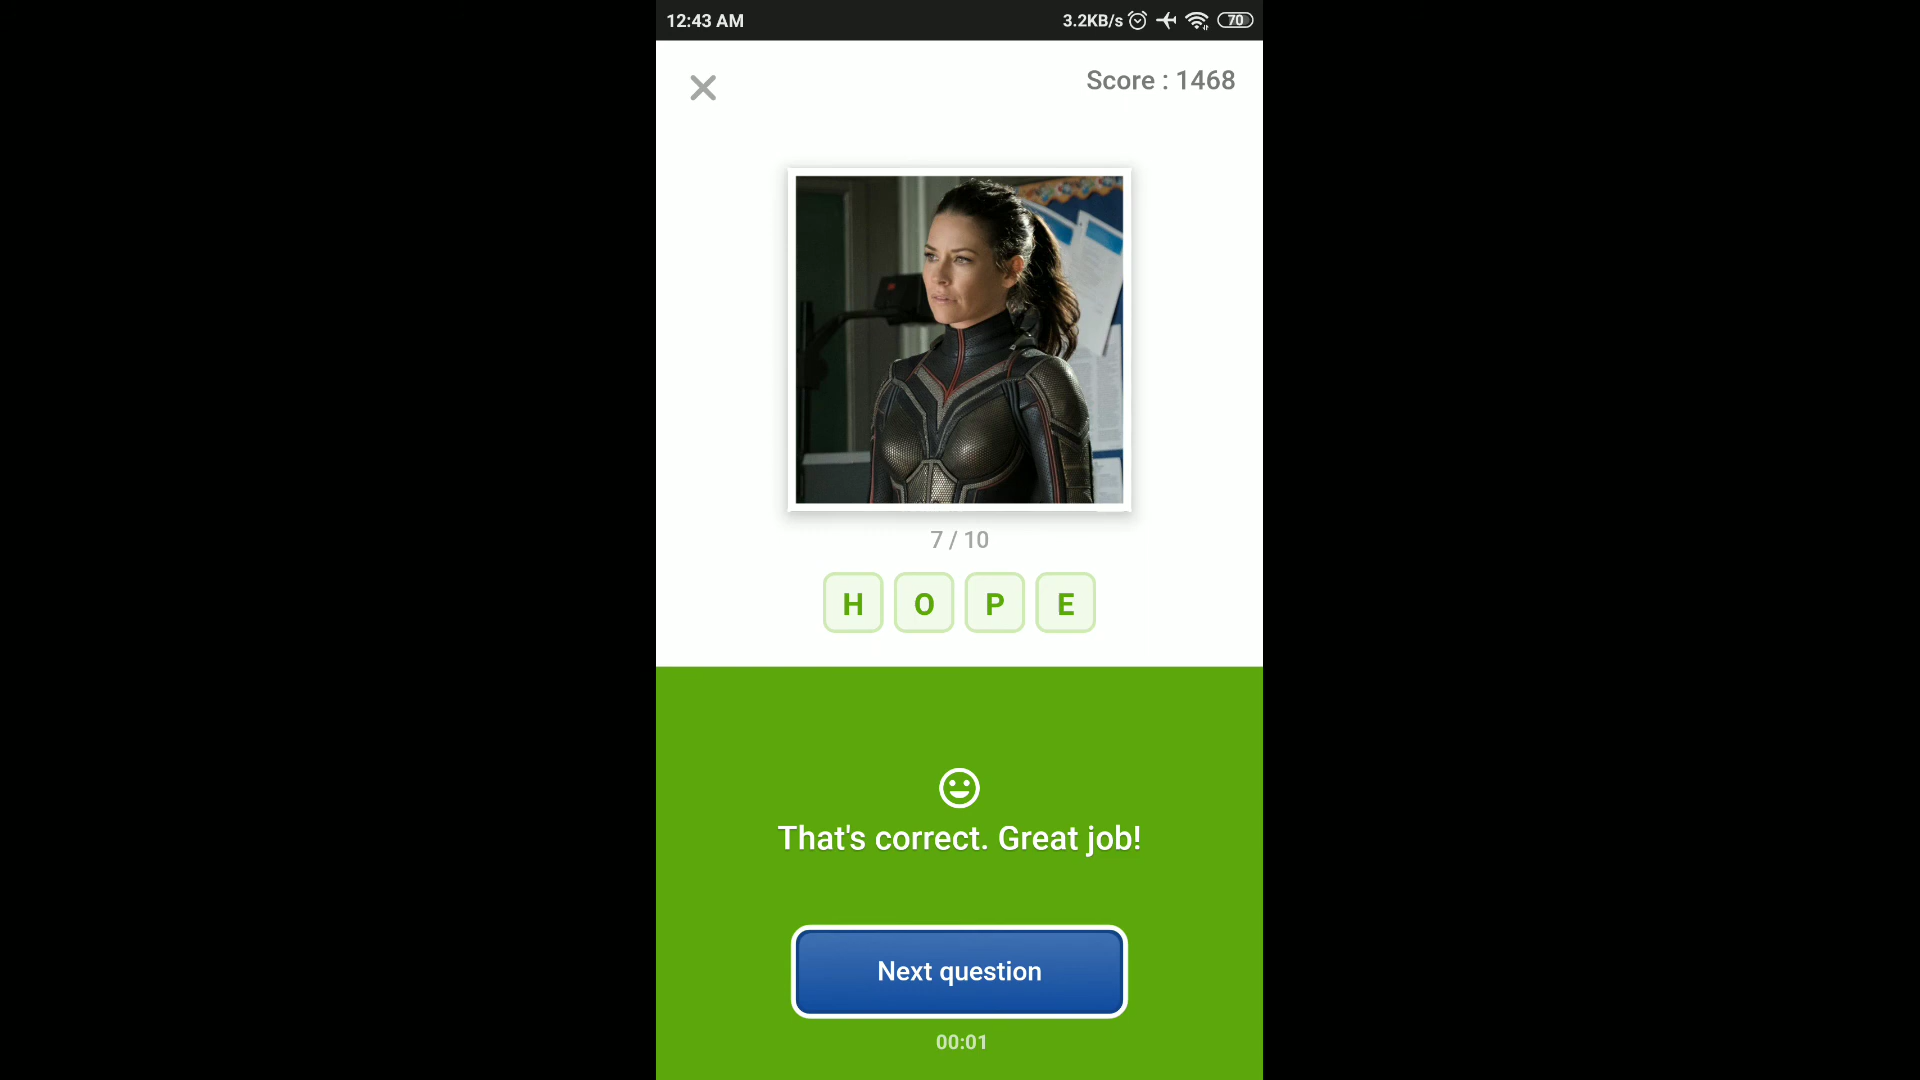 12:43 AM 3.2KB/s 70
Score : 1468
7 / 10
H O P E
That's correct. Great job!
Next question
00:01